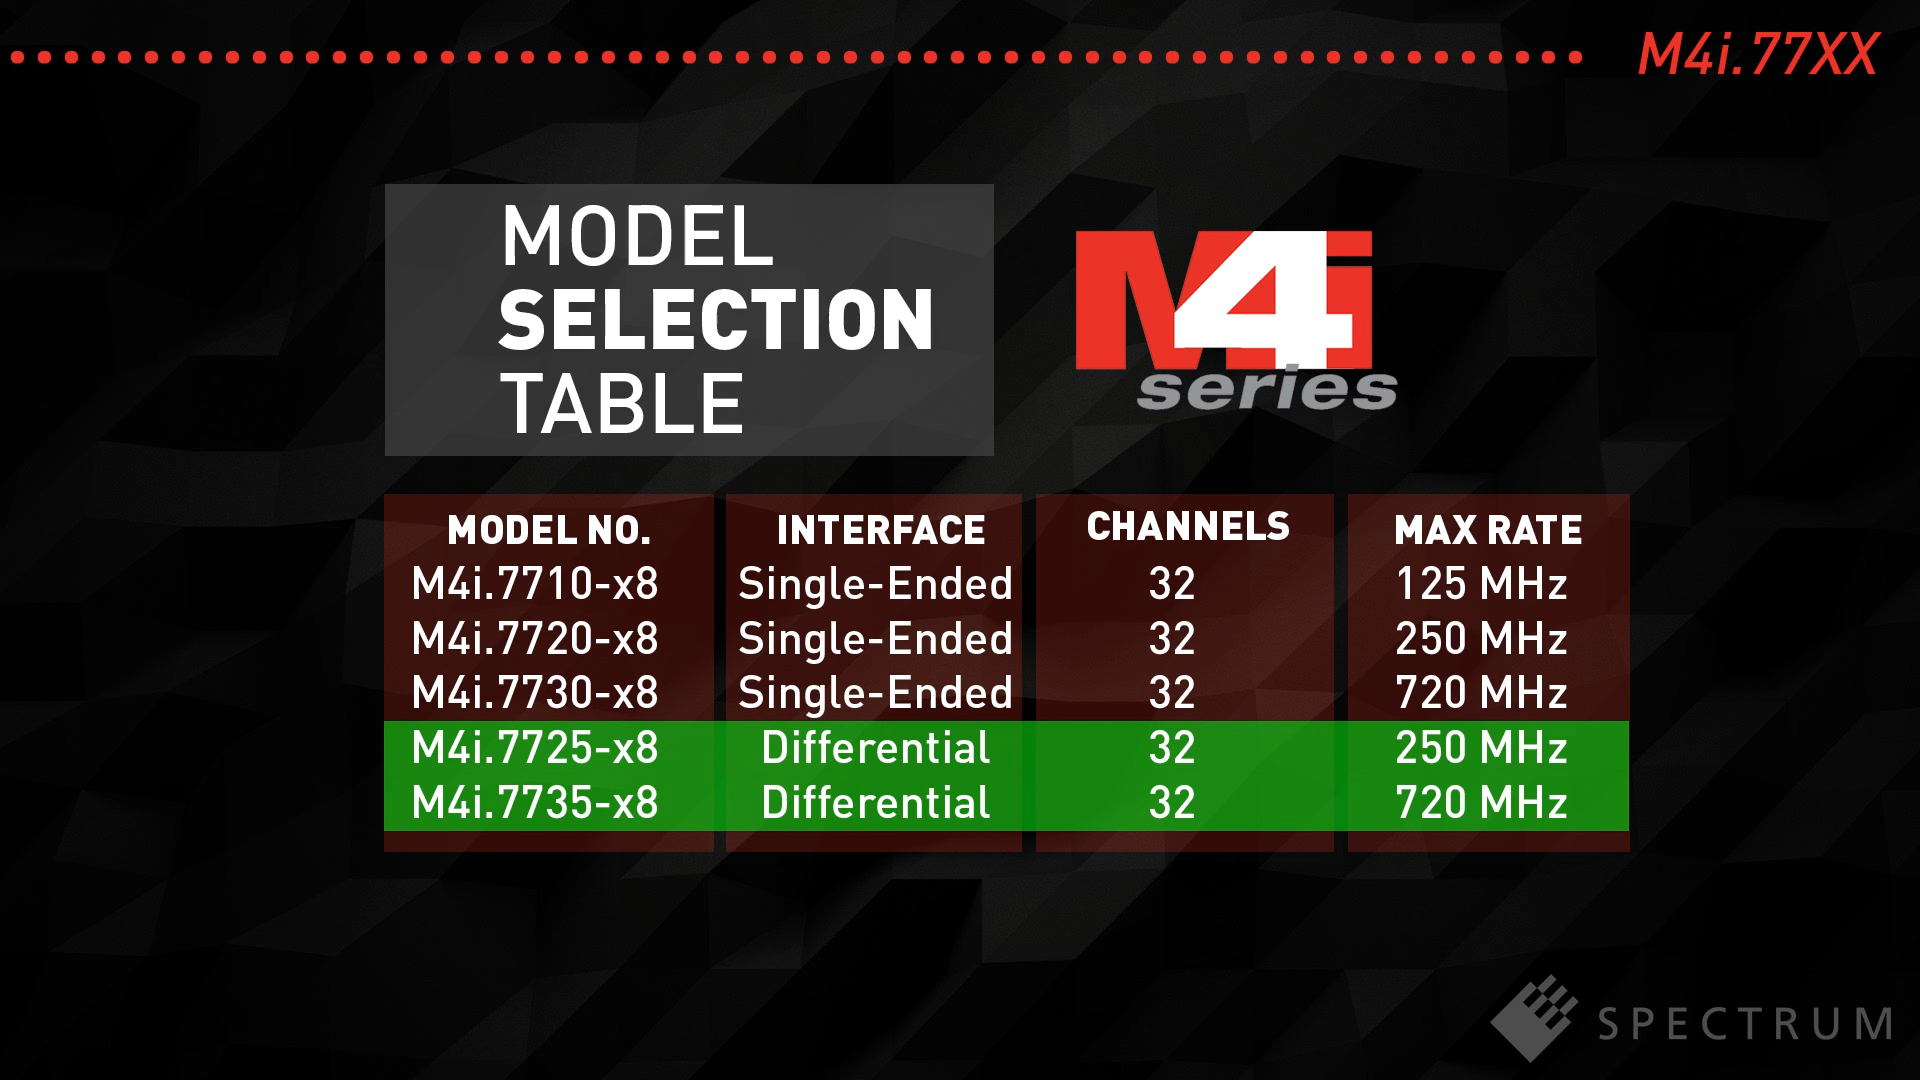 M4i.77XX
MODEL
SELECTION
TABLE
M4i
series
MODEL NO. INTERFACE CHANNELS MAX RATE
M4i.7710-x8 Single-Ended 32 125 MHz
M4i.7720-x8 Single-Ended 32 250 MHz
M4i.7730-x8 Single-Ended 32 720 MHz
M4i.7725-x8 Differential 32 250 MHz
M4i.7735-x8 Differential 32 720 MHz
SPECTRUM